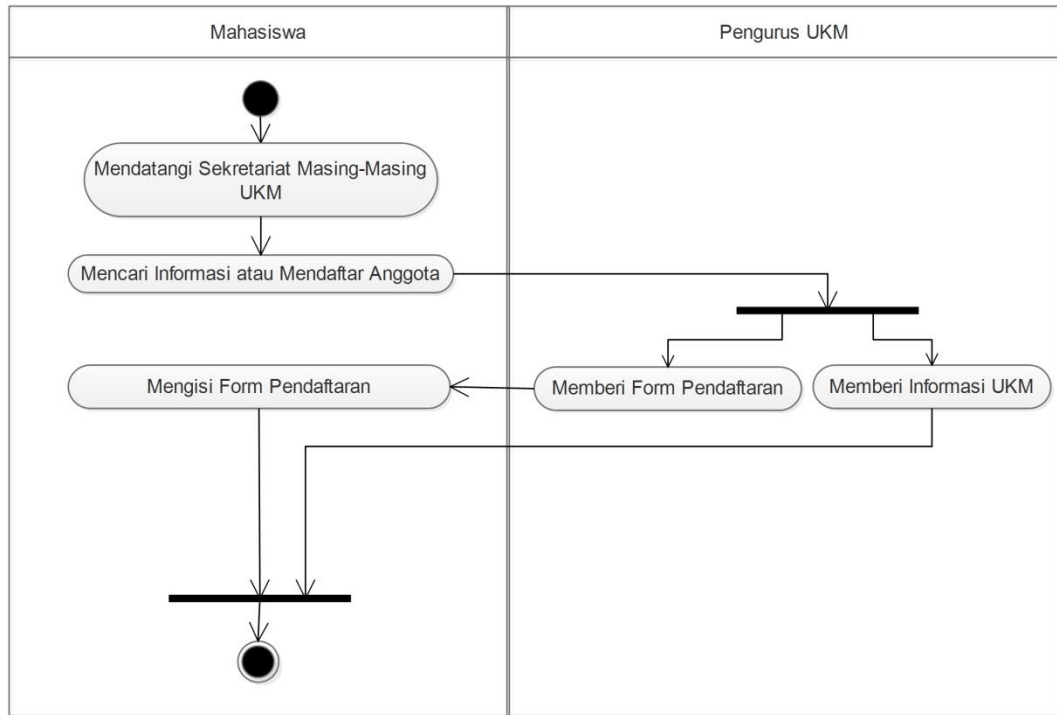 Mahasiswa
Pengurus UKM
Mendatangi Sekretariat Masing-Masing
UKM
Mencari Informasi atau Mendaftar Anggota
Mengisi Form Pendaftaran
Memberi Form Pendaftaran
Memberi Informasi UKM